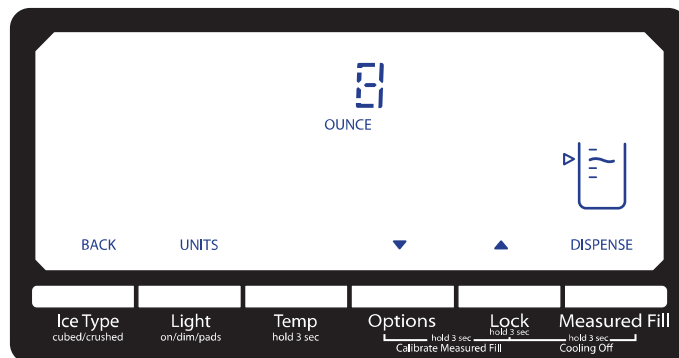 8
OUNCE
BACK UNITS ▼ ▲ DISPENSE
Ice Type Light Temp Options Lock Measured Fill
cubed/crushed on/dim/pads hold 3 sec hold 3 sec
hold 3 sec hold 3 sec
Calibrate Measured Fill Cooling Off